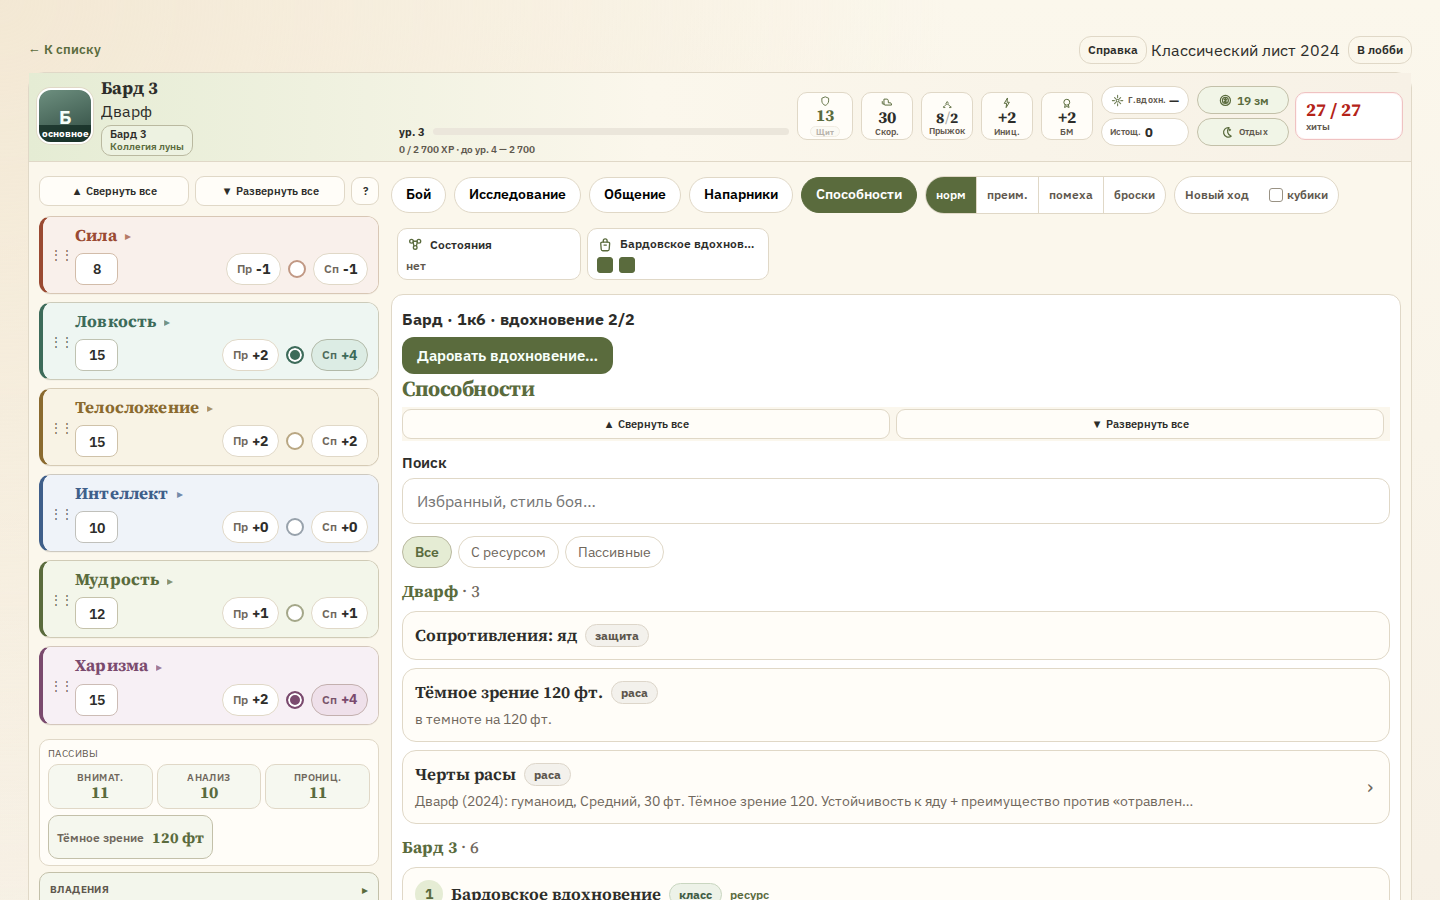 ← К списку
Справка
Классический лист 2024
В лобби
Б
основное
Бард 3
Дварф
Бард 3
Коллегия луны
ур. 3
0 / 2 700 XP · до ур. 4 — 2 700
13
Щит
30
Скор.
8/2
Прыжок
+2
Иниц.
+2
БМ
Г.вдохн. —
Истощ. 0
19 зм
Отдых
27 / 27
хиты
▲ Свернуть все
▼ Развернуть все
?
Сила ▸
8
Пр -1
Сп -1
Ловкость ▸
15
Пр +2
Сп +4
Телосложение ▸
15
Пр +2
Сп +2
Интеллект ▸
10
Пр +0
Сп +0
Мудрость ▸
12
Пр +1
Сп +1
Харизма ▸
15
Пр +2
Сп +4
ПАССИВЫ
ВНИМАТ.
11
АНАЛИЗ
10
ПРОНИЦ.
11
Тёмное зрение 120 фт
ВЛАДЕНИЯ ▸
Бой
Исследование
Общение
Напарники
Способности
норм
преим.
помеха
броски
Новый ход
кубики
Состояния
нет
Бардовское вдохнов...
Бард · 1к6 · вдохновение 2/2
Даровать вдохновение...
Способности
▲ Свернуть все
▼ Развернуть все
Поиск
Избранный, стиль боя...
Все
С ресурсом
Пассивные
Дварф · 3
Сопротивления: яд защита
Тёмное зрение 120 фт. раса
в темноте на 120 фт.
Черты расы раса
Дварф (2024): гуманоид, Средний, 30 фт. Тёмное зрение 120. Устойчивость к яду + преимущество против «отравлен...
›
Бард 3 · 6
1 Бардовское вдохновение класс ресурс